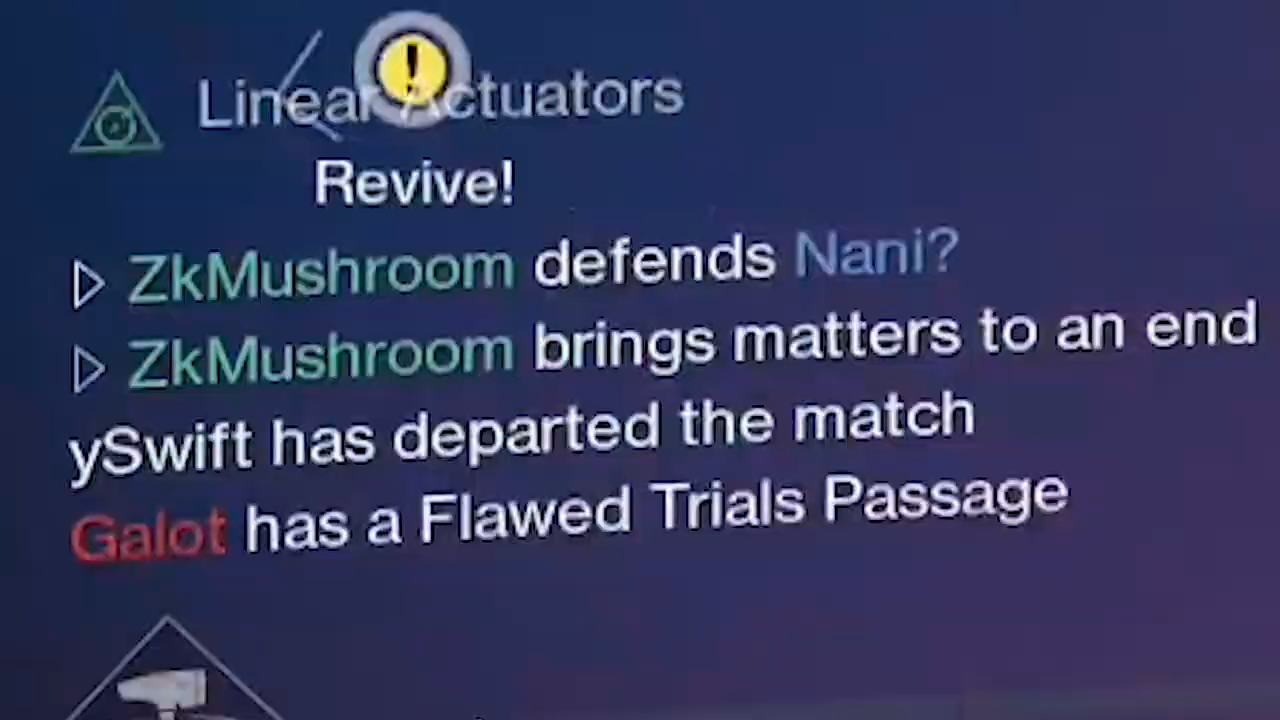 Linear Actuators
Revive!
ZkMushroom defends Nani?
ZkMushroom brings matters to an end
ySwift has departed the match
Galot has a Flawed Trials Passage